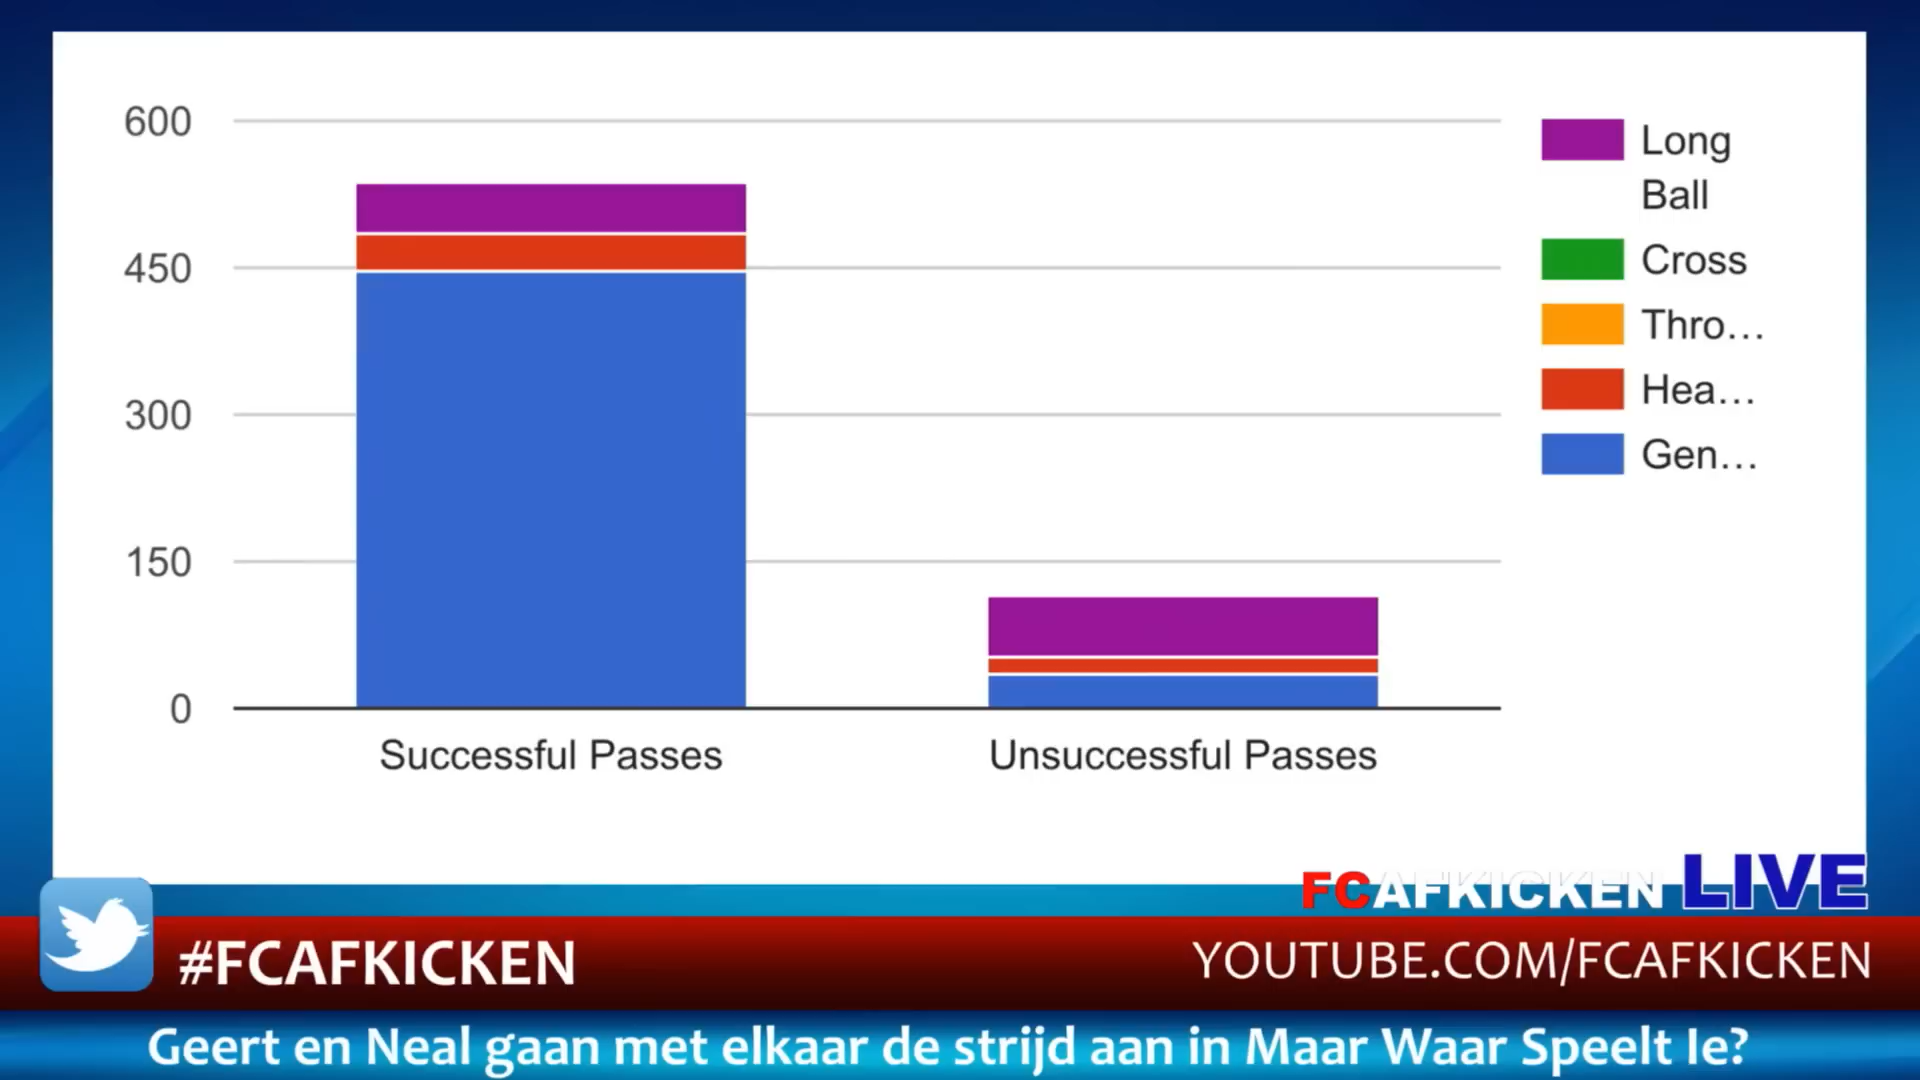 600
450
300
150
0
Successful Passes
Unsuccessful Passes
Long
Ball
Cross
Thro…
Hea…
Gen…
FCAFKICKEN LIVE
#FCAFKICKEN
YOUTUBE.COM/FCAFKICKEN
Geert en Neal gaan met elkaar de strijd aan in Maar Waar Speelt Ie?